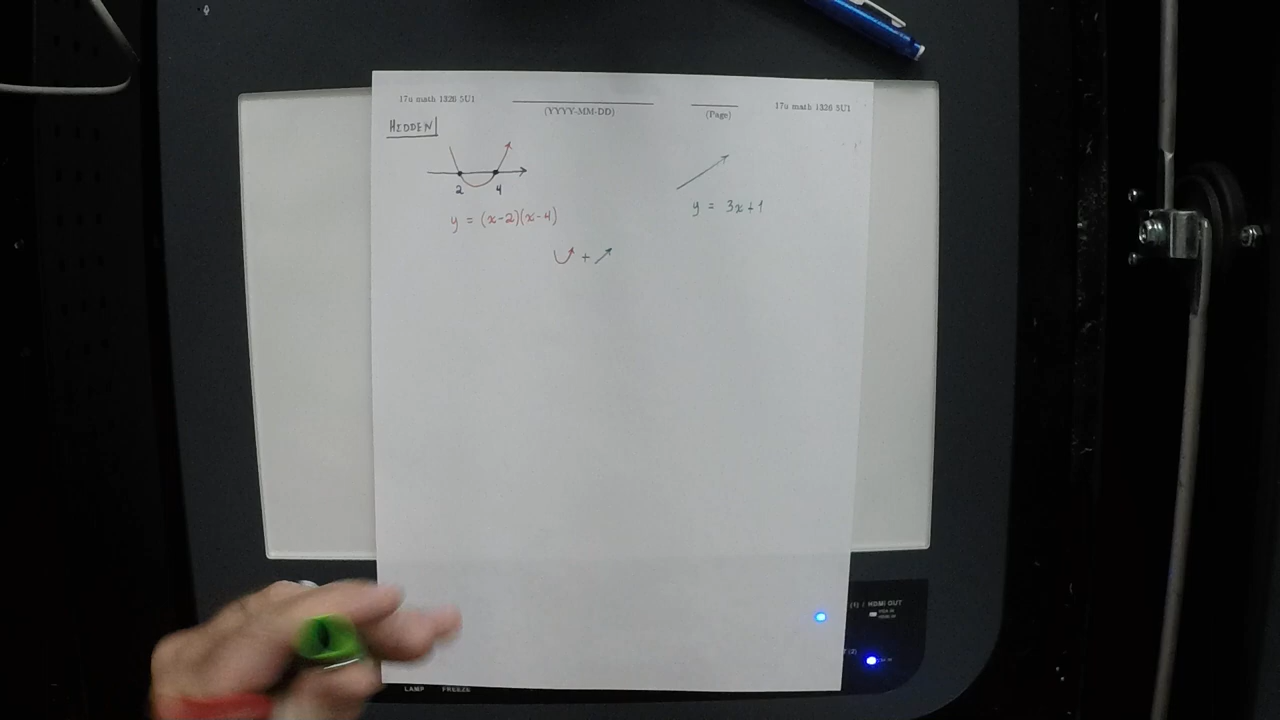 17u math 1326 5U1 (YYYY-MM-DD) (Page) 17u math 1326 5U1
HIDDEN
2 4
y = (x-2)(x-4)
y = 3x+1
+
HDMI OUT
LAMP FREEZE